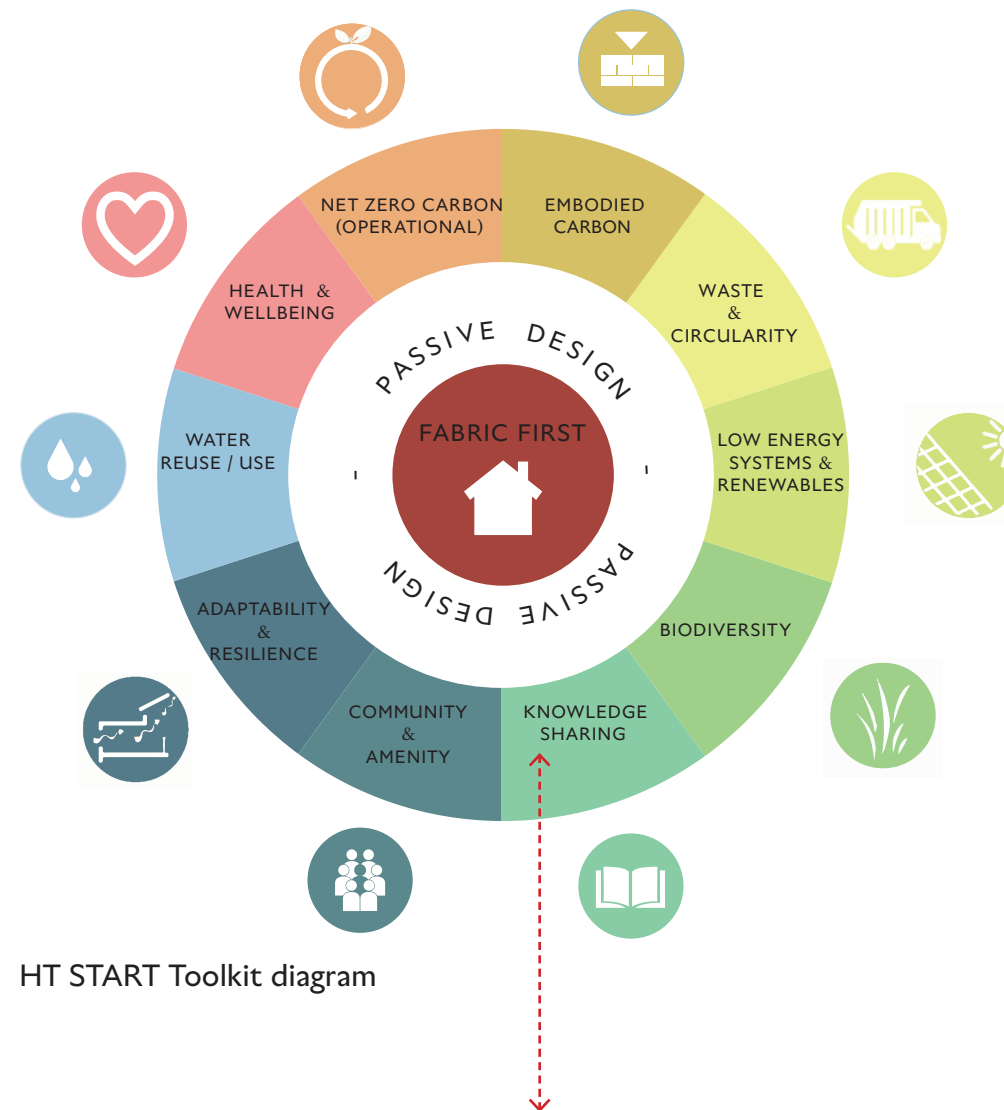 NET ZERO CARBON
(OPERATIONAL)
EMBODIED
CARBON
HEALTH &
WELLBEING
WASTE
&
CIRCULARITY
PASSIVE DESIGN
FABRIC FIRST
WATER
REUSE / USE
LOW ENERGY
SYSTEMS &
RENEWABLES
- -
PASSIVE DESIGN
ADAPTABILITY
&
RESILIENCE
BIODIVERSITY
COMMUNITY
&
AMENITY
KNOWLEDGE
SHARING
HT START Toolkit diagram